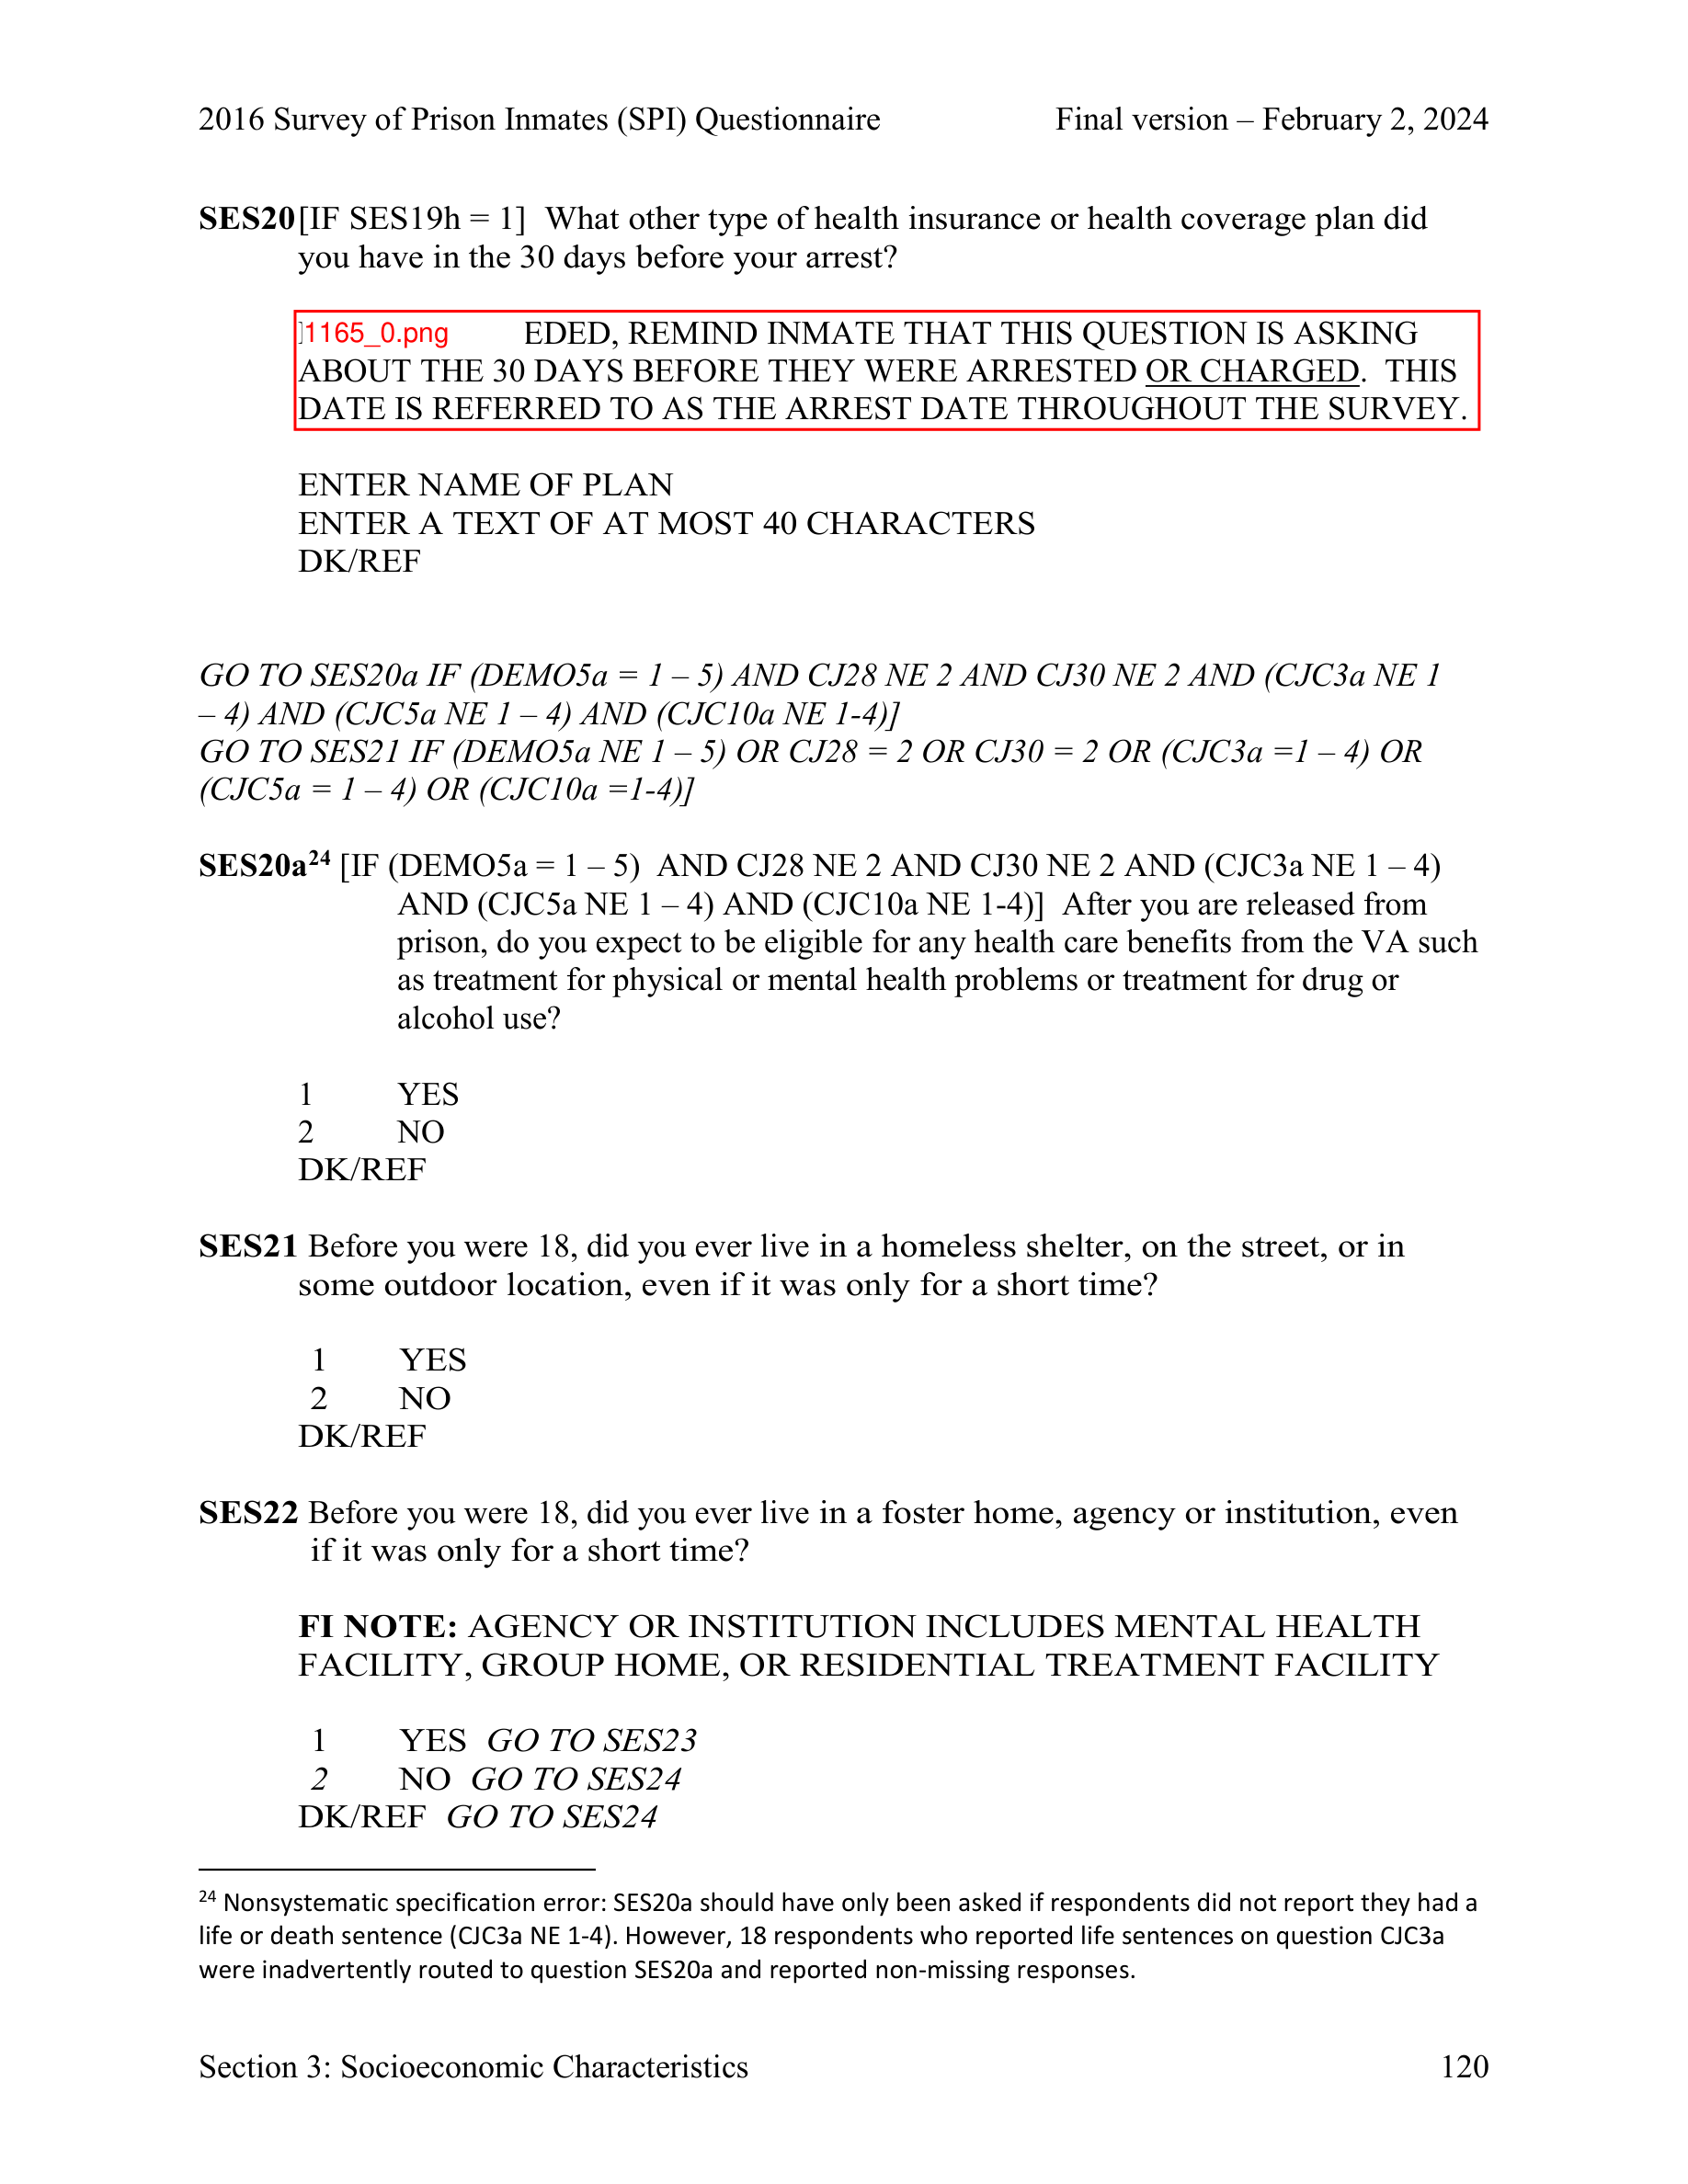 2016 Survey of Prison Inmates (SPI) Questionnaire Final version – February 2, 2024
SES20 [IF SES19h = 1] What other type of health insurance or health coverage plan did
you have in the 30 days before your arrest?
1165_0.png EDED, REMIND INMATE THAT THIS QUESTION IS ASKING
ABOUT THE 30 DAYS BEFORE THEY WERE ARRESTED OR CHARGED. THIS
DATE IS REFERRED TO AS THE ARREST DATE THROUGHOUT THE SURVEY.
ENTER NAME OF PLAN
ENTER A TEXT OF AT MOST 40 CHARACTERS
DK/REF
GO TO SES20a IF (DEMO5a = 1 – 5) AND CJ28 NE 2 AND CJ30 NE 2 AND (CJC3a NE 1
– 4) AND (CJC5a NE 1 – 4) AND (CJC10a NE 1-4)]
GO TO SES21 IF (DEMO5a NE 1 – 5) OR CJ28 = 2 OR CJ30 = 2 OR (CJC3a =1 – 4) OR
(CJC5a = 1 – 4) OR (CJC10a =1-4)]
SES20a24 [IF (DEMO5a = 1 – 5) AND CJ28 NE 2 AND CJ30 NE 2 AND (CJC3a NE 1 – 4)
AND (CJC5a NE 1 – 4) AND (CJC10a NE 1-4)] After you are released from
prison, do you expect to be eligible for any health care benefits from the VA such
as treatment for physical or mental health problems or treatment for drug or
alcohol use?
1 YES
2 NO
DK/REF
SES21 Before you were 18, did you ever live in a homeless shelter, on the street, or in
some outdoor location, even if it was only for a short time?
1 YES
2 NO
DK/REF
SES22 Before you were 18, did you ever live in a foster home, agency or institution, even
if it was only for a short time?
FI NOTE: AGENCY OR INSTITUTION INCLUDES MENTAL HEALTH
FACILITY, GROUP HOME, OR RESIDENTIAL TREATMENT FACILITY
1 YES GO TO SES23
2 NO GO TO SES24
DK/REF GO TO SES24
24 Nonsystematic specification error: SES20a should have only been asked if respondents did not report they had a
life or death sentence (CJC3a NE 1-4). However, 18 respondents who reported life sentences on question CJC3a
were inadvertently routed to question SES20a and reported non-missing responses.
Section 3: Socioeconomic Characteristics 120